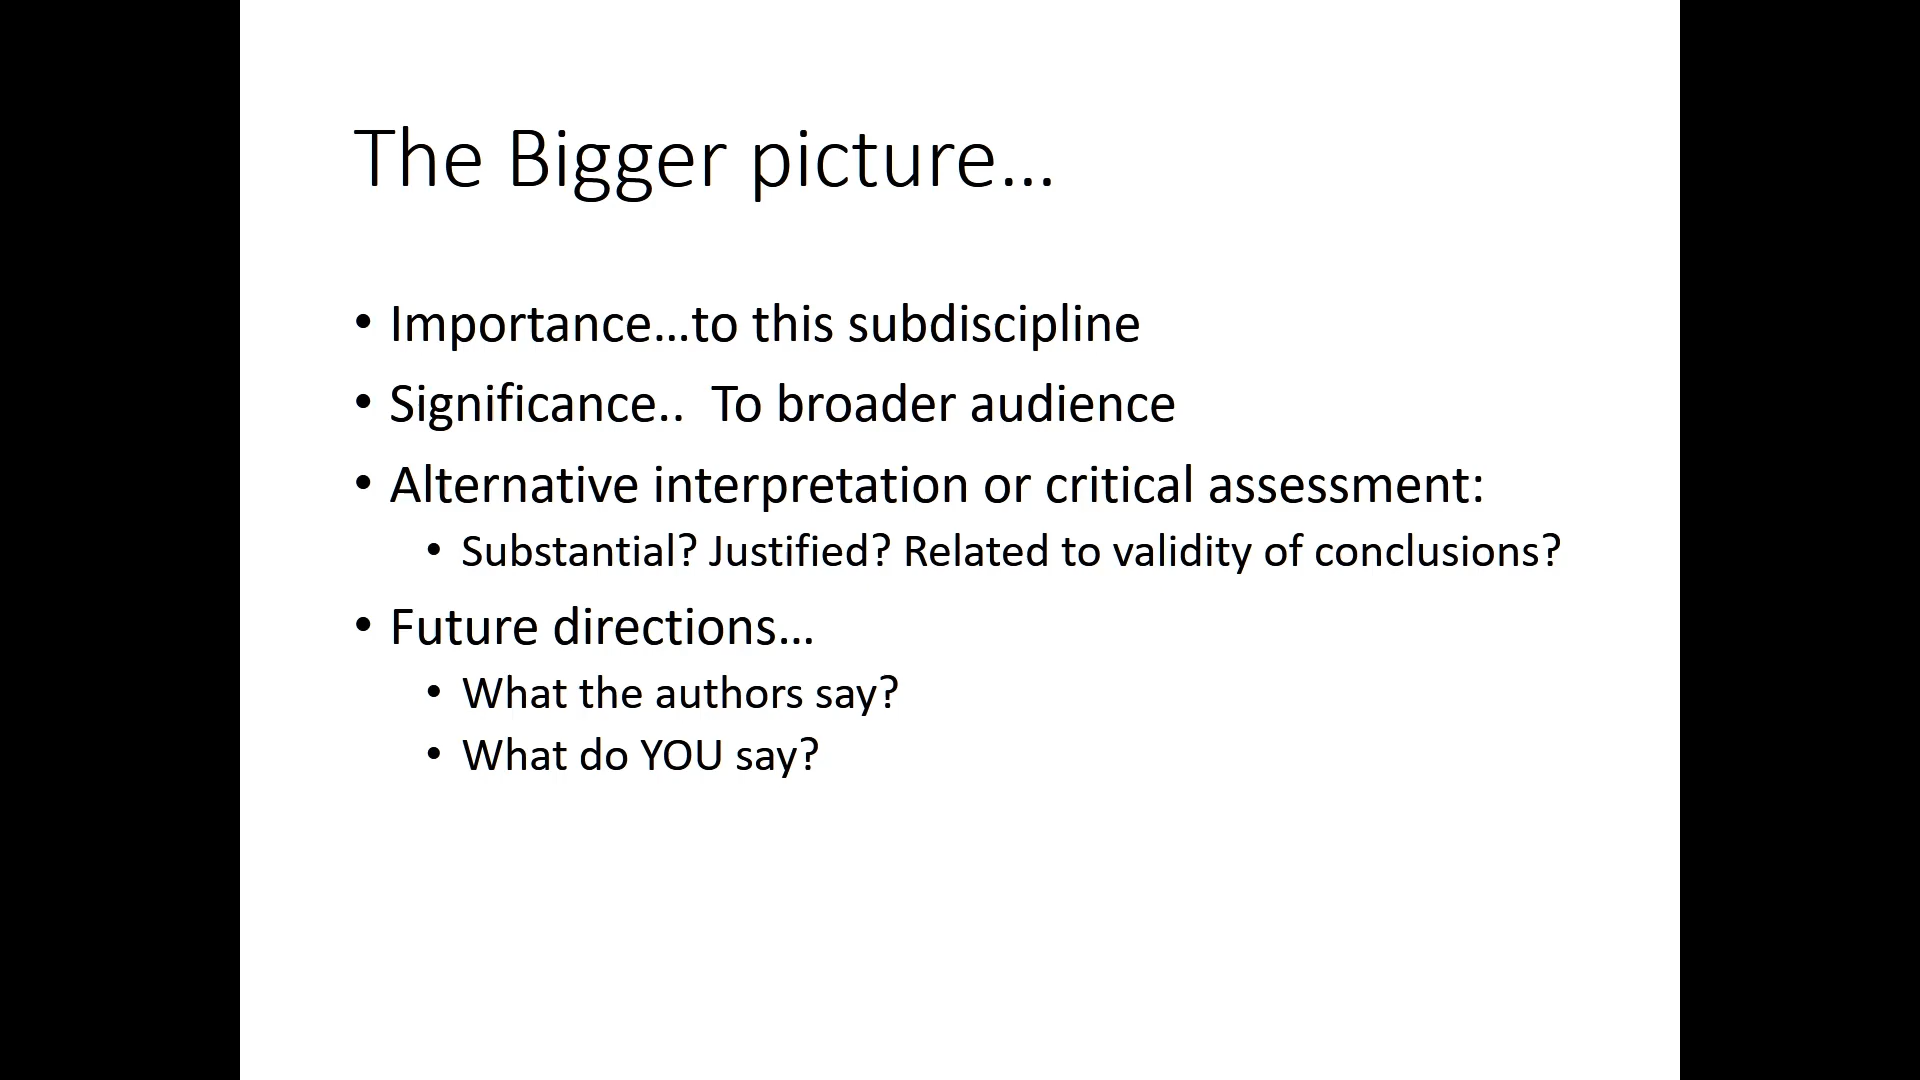 The Bigger picture…
• Importance…to this subdiscipline
• Significance..  To broader audience
• Alternative interpretation or critical assessment:
• Substantial? Justified? Related to validity of conclusions?
• Future directions…
• What the authors say?
• What do YOU say?